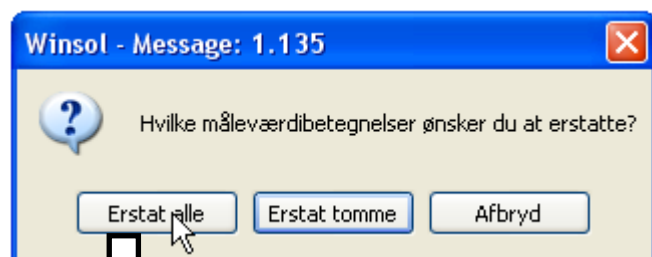 Winsol - Message: 1.135
Hvilke måleværdibetegnelser ønsker du at erstatte?
Erstat alle Erstat tomme Afbryd